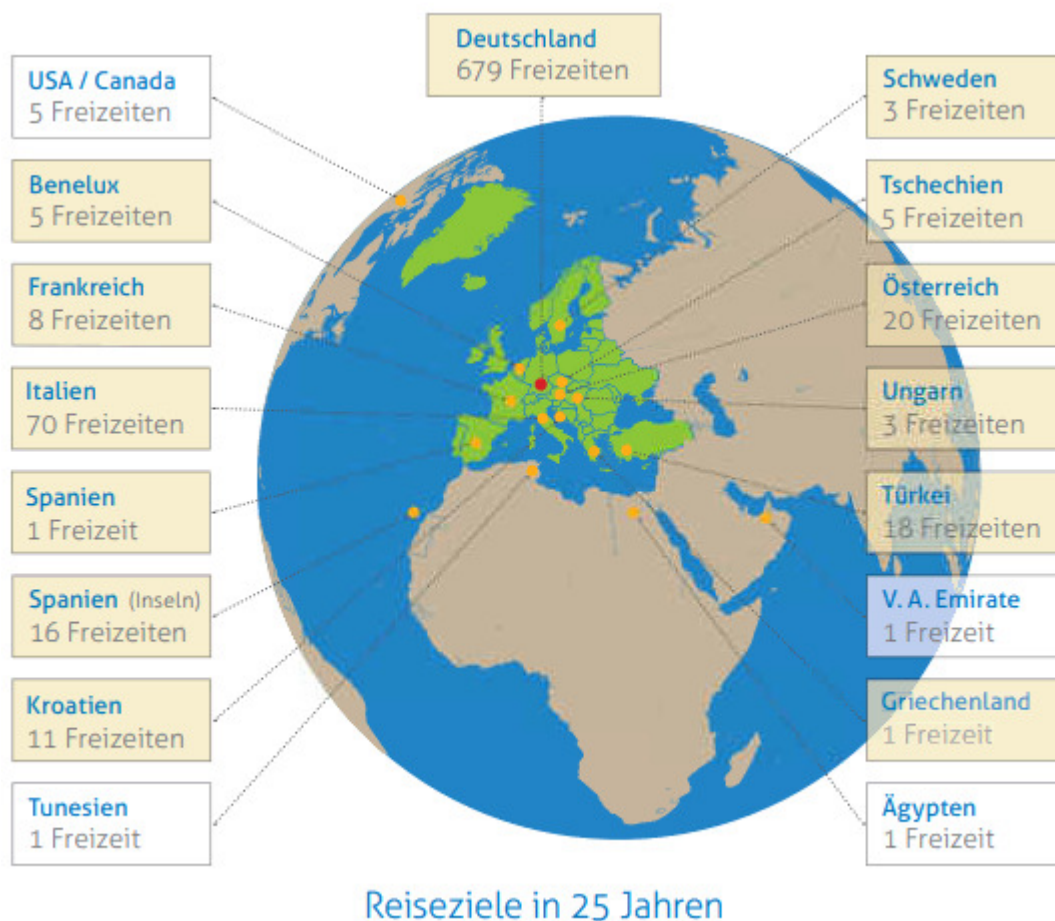 Deutschland
679 Freizeiten
USA / Canada
5 Freizeiten
Benelux
5 Freizeiten
Frankreich
8 Freizeiten
Italien
70 Freizeiten
Spanien
1 Freizeit
Spanien (Inseln)
16 Freizeiten
Kroatien
11 Freizeiten
Tunesien
1 Freizeit
Schweden
3 Freizeiten
Tschechien
5 Freizeiten
Österreich
20 Freizeiten
Ungarn
3 Freizeiten
Türkei
18 Freizeiten
V. A. Emirate
1 Freizeit
Griechenland
1 Freizeit
Ägypten
1 Freizeit
Reiseziele in 25 Jahren